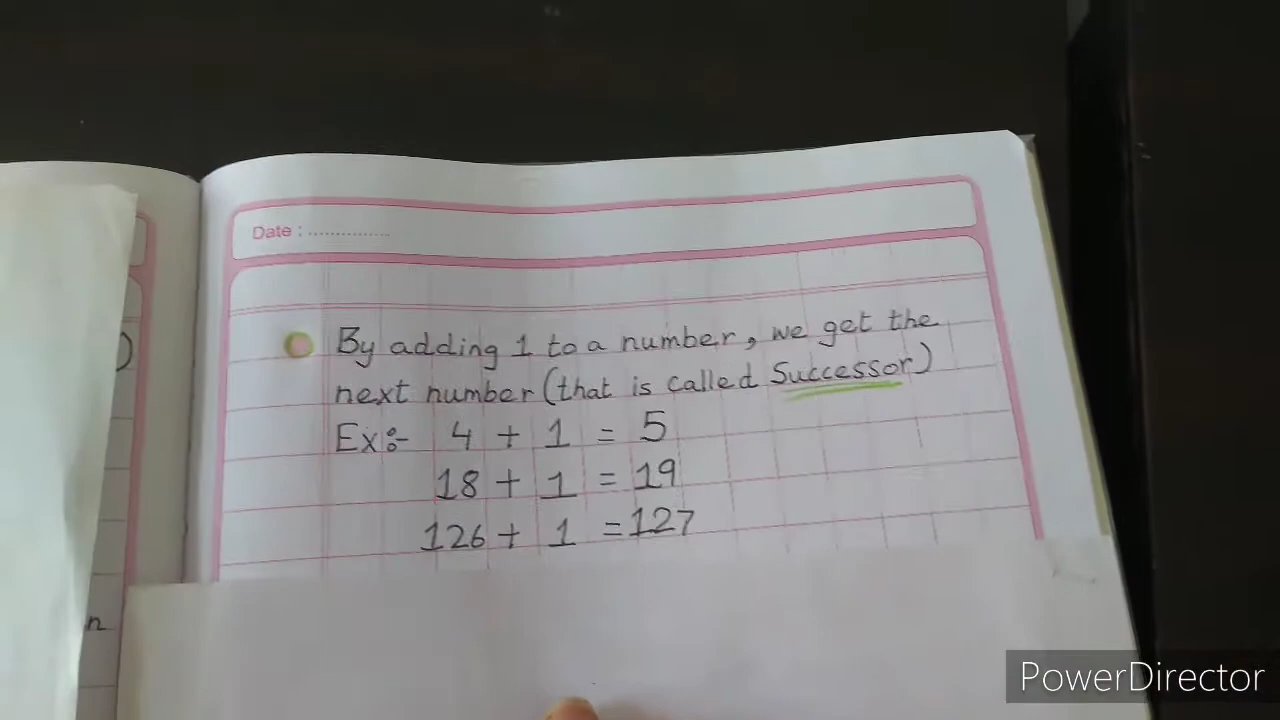 Date : ...............
By adding 1 to a number, we get the
next number (that is called Successor)
Ex:- 4 + 1 = 5
18 + 1 = 19
126 + 1 = 127
n
PowerDirector